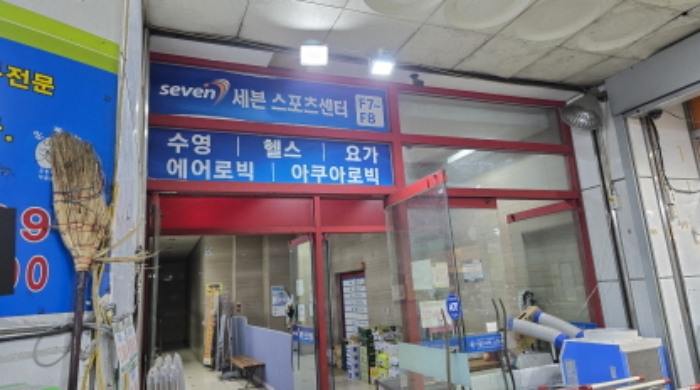 전문
9
00
seven
세븐 스포츠센터
F7~
F8
수영 | 헬스 | 요가
에어로빅 | 아쿠아로빅